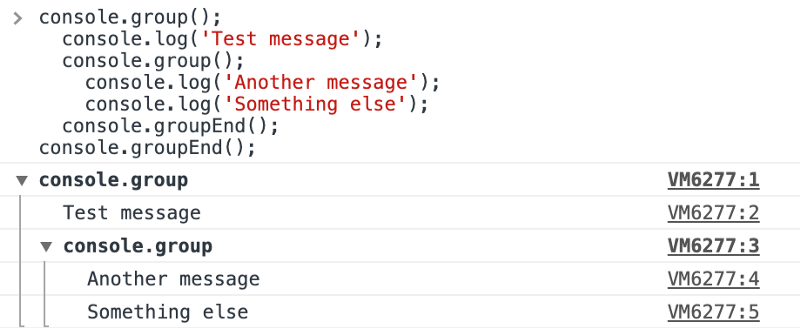 console.group();
console.log('Test message');
console.group();
console.log('Another message');
console.log('Something else');
console.groupEnd();
console.groupEnd();
console.group VM6277:1
Test message VM6277:2
console.group VM6277:3
Another message VM6277:4
Something else VM6277:5